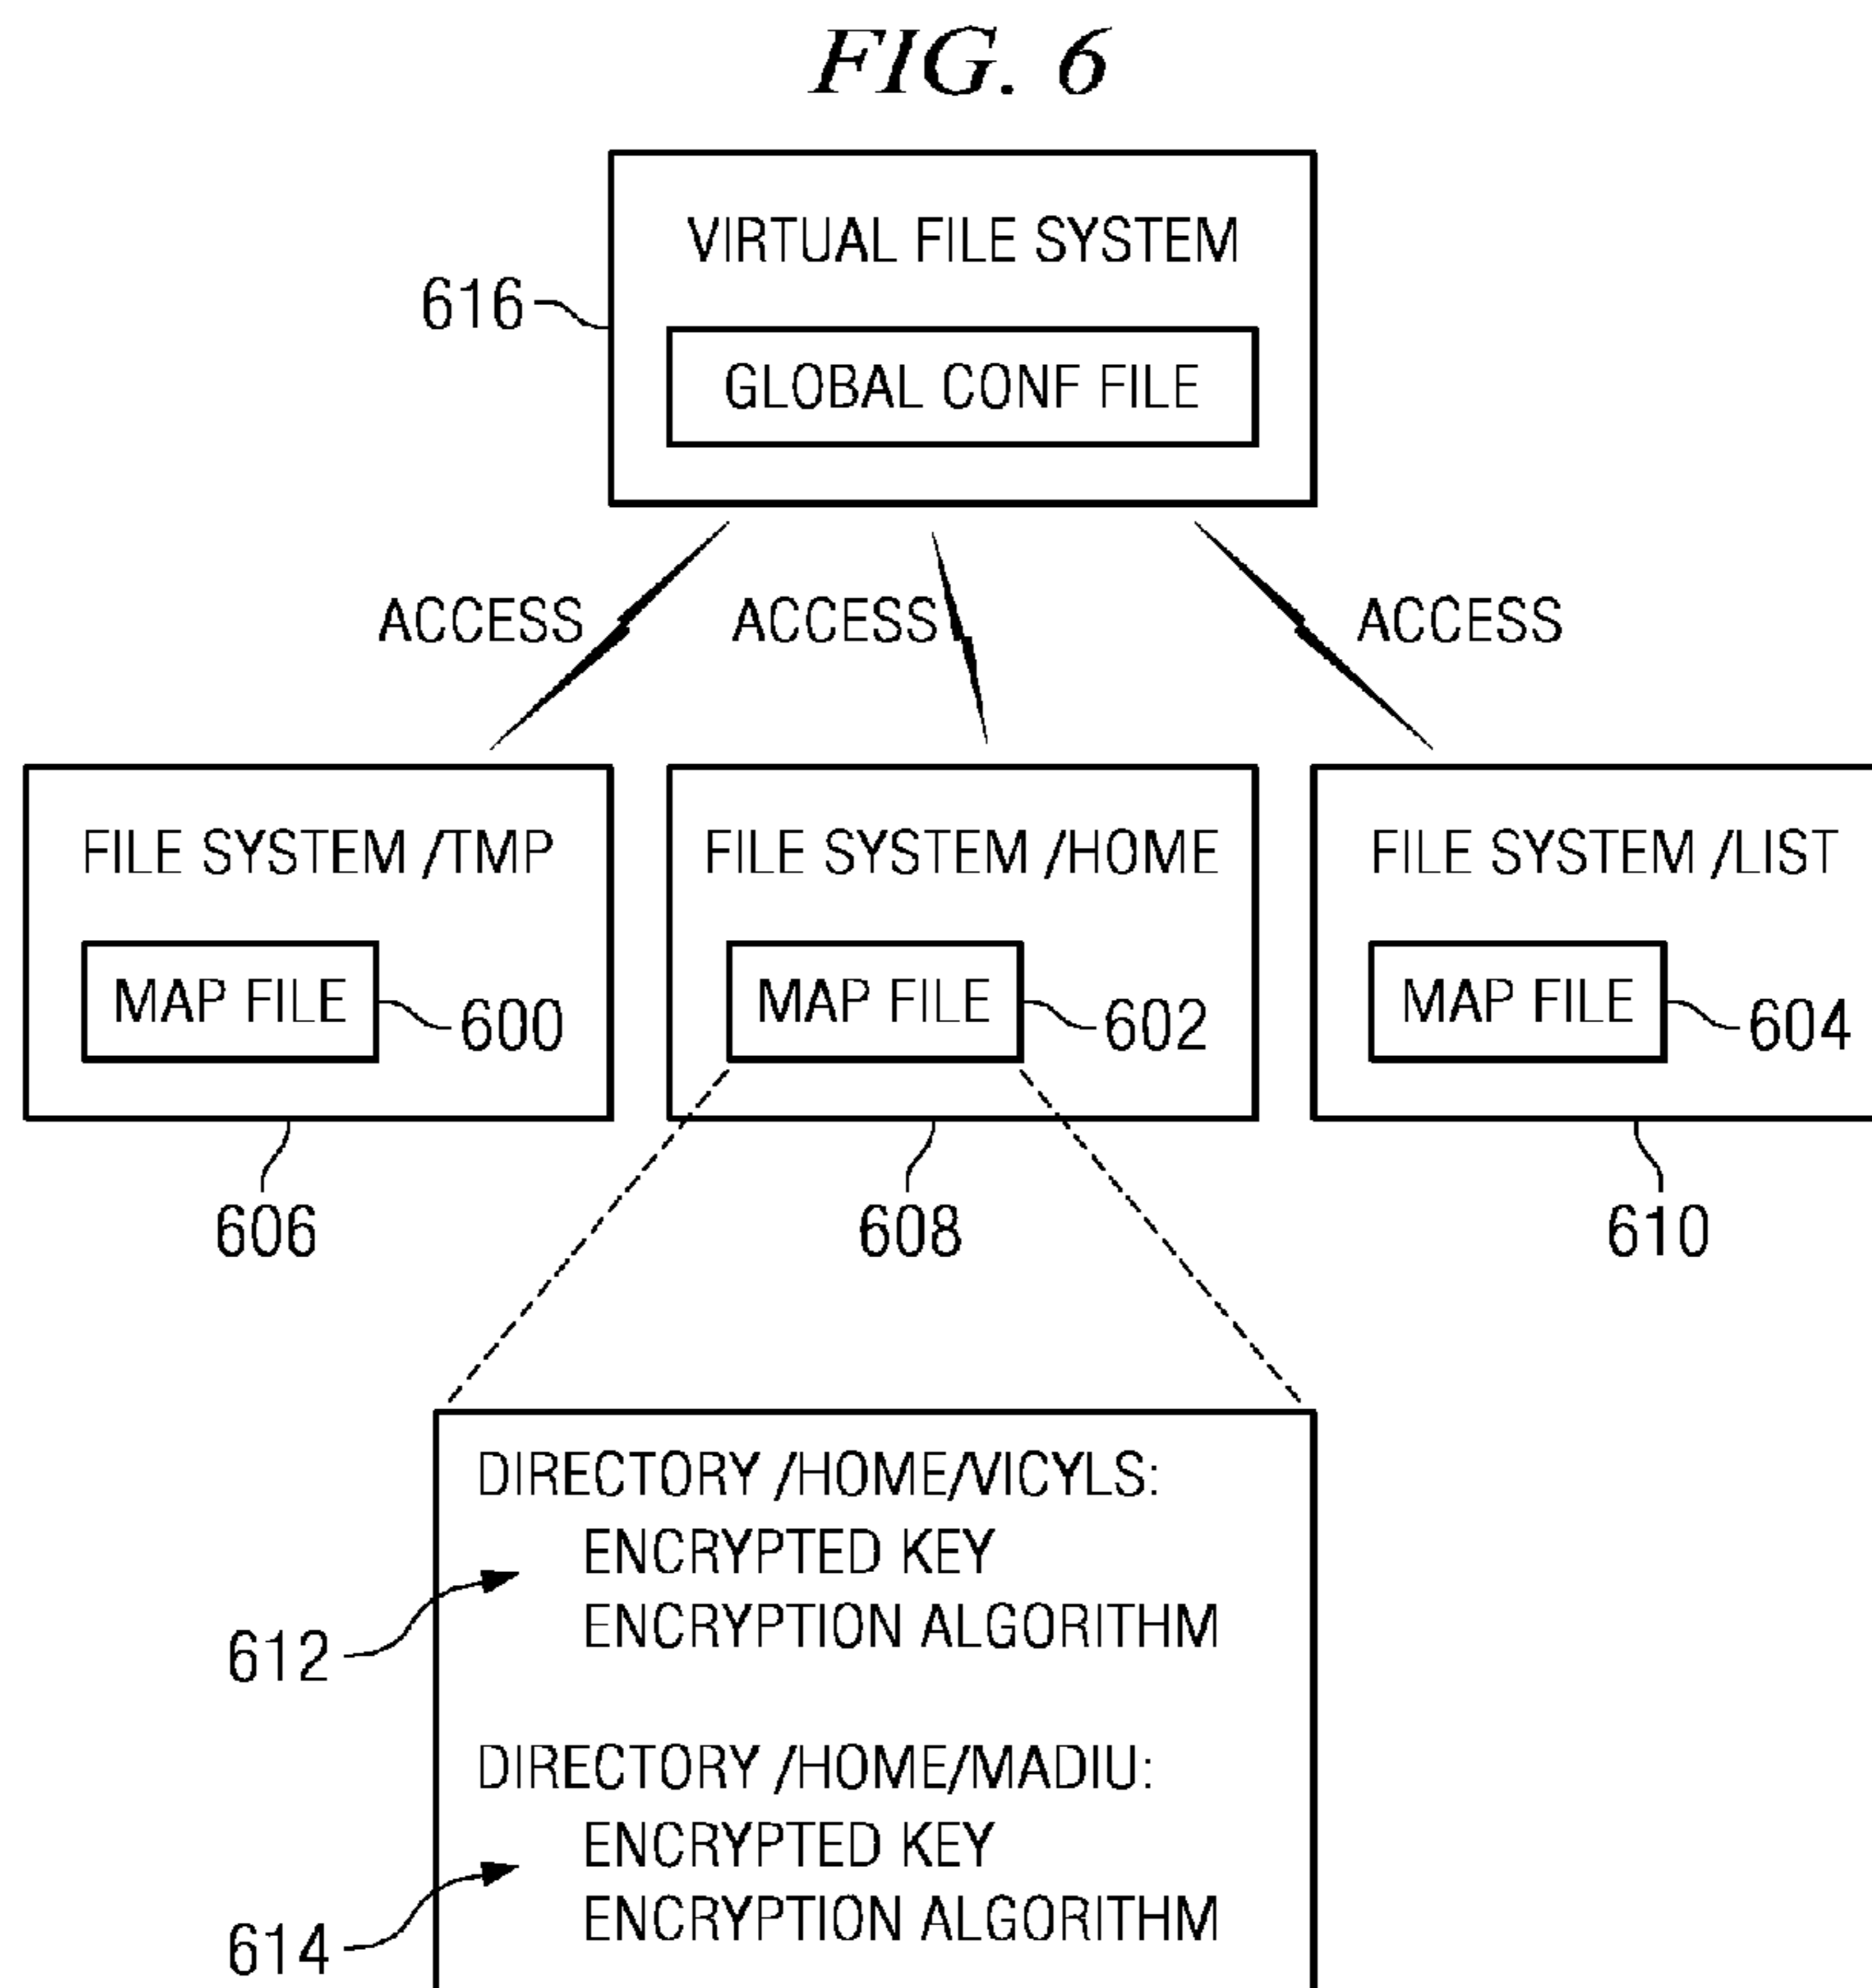 FIG. 6
VIRTUAL FILE SYSTEM
616
GLOBAL CONF FILE
ACCESS ACCESS ACCESS
FILE SYSTEM /TMP
MAP FILE
600
606
FILE SYSTEM /HOME
MAP FILE
602
608
FILE SYSTEM /LIST
MAP FILE
604
610
DIRECTORY /HOME/VICYLS:
ENCRYPTED KEY
ENCRYPTION ALGORITHM
612
DIRECTORY /HOME/MADIU:
ENCRYPTED KEY
ENCRYPTION ALGORITHM
614